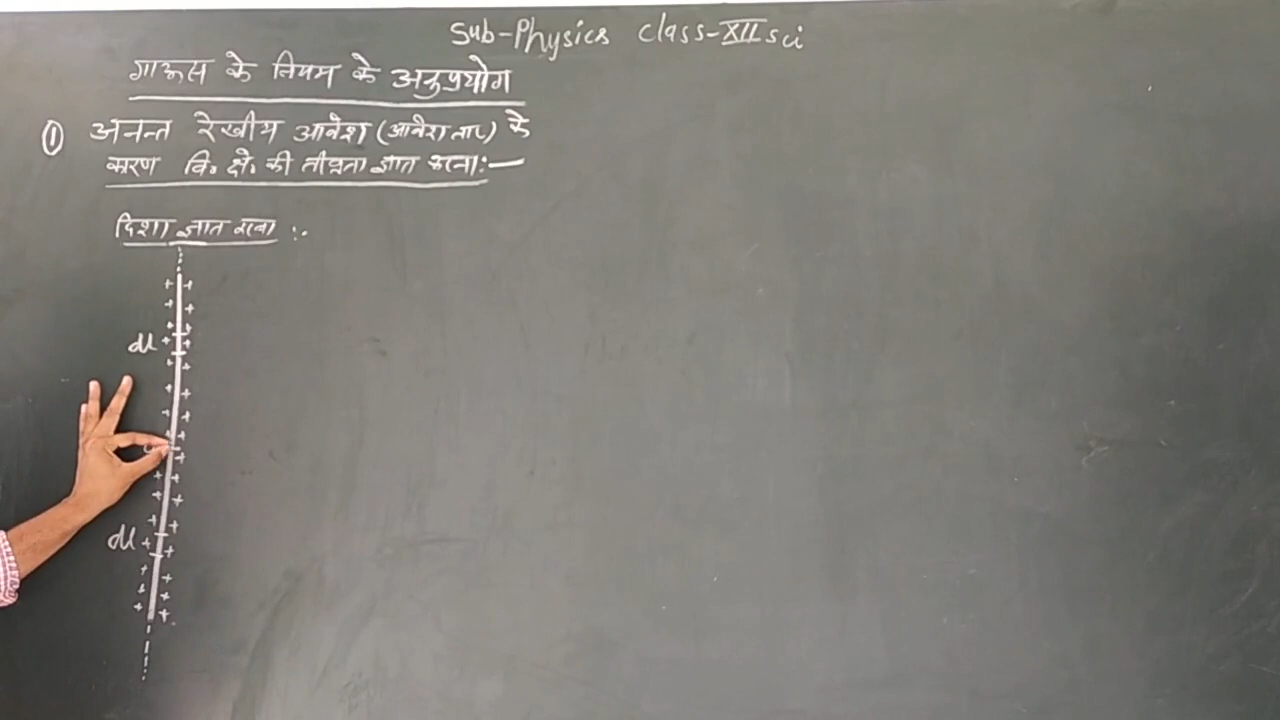 Sub-Physics class-XII sci
गाऊस के नियम के अनुप्रयोग
① अनन्त रेखीय आवेश (आवेश तार) के
कारण वि. क्षे. की तीव्रता ज्ञात करना:—
दिशा ज्ञात करना :.
dl
dl